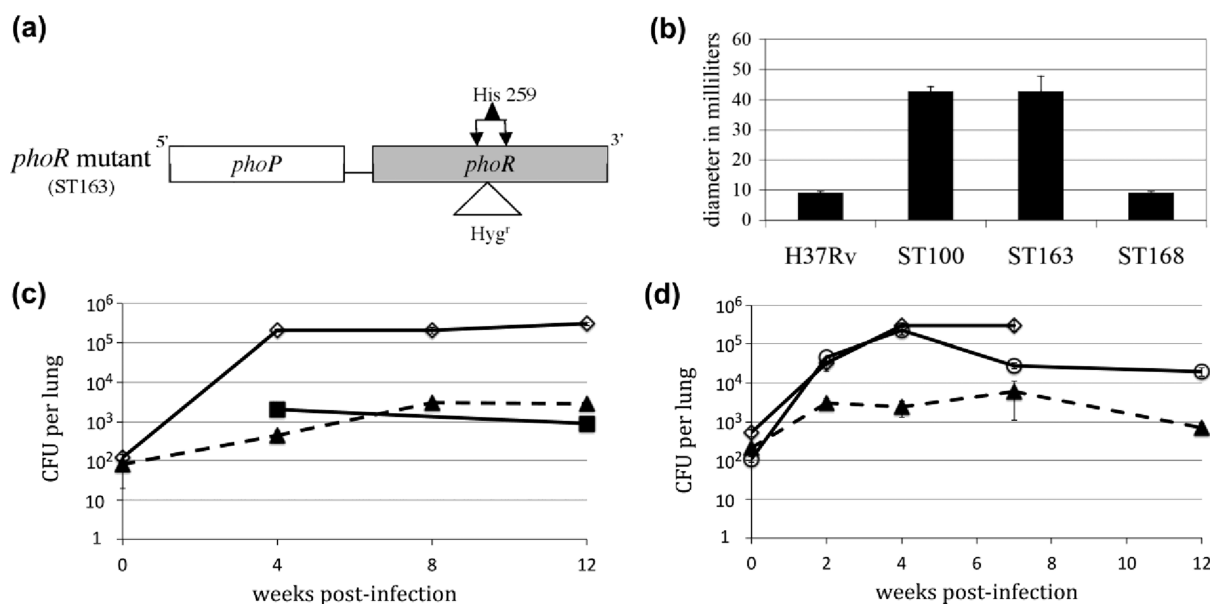 (a)
His 259
5'
3'
phoR mutant
(ST163)
phoP
phoR
Hygʳ
(b)
diameter in milliliters
60
50
40
30
20
10
0
H37Rv
ST100
ST163
ST168
(c)
CFU per lung
10⁶
10⁵
10⁴
10³
10²
10
1
0
4
8
12
weeks post-infection
(d)
CFU per lung
10⁶
10⁵
10⁴
10³
10²
10
1
0
2
4
6
8
10
12
weeks post-infection